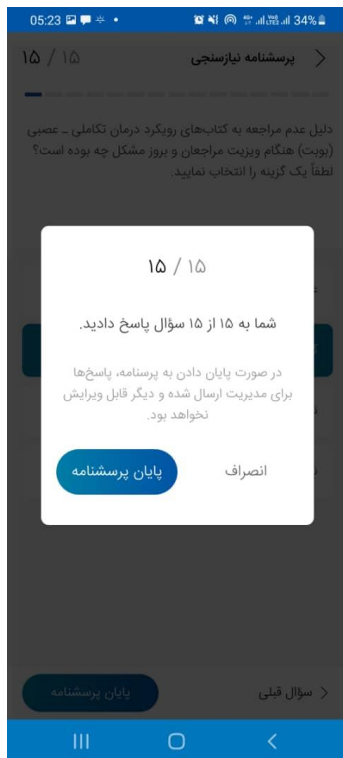 05:23
34%
پرسشنامه نیازسنجی
۱۵ / ۱۵
دلیل عدم مراجعه به کتاب‌های رویکرد درمان تکاملی ـ عصبی
(بوبت) هنگام ویزیت مراجعان و بروز مشکل چه بوده است؟
لطفاً یک گزینه را انتخاب نمایید.
۱۵ / ۱۵
شما به ۱۵ از ۱۵ سؤال پاسخ دادید.
در صورت پایان دادن به پرسنامه، پاسخ‌ها
برای مدیریت ارسال شده و دیگر قابل ویرایش
نخواهد بود.
انصراف
پایان پرسشنامه
سؤال قبلی
پایان پرسشنامه